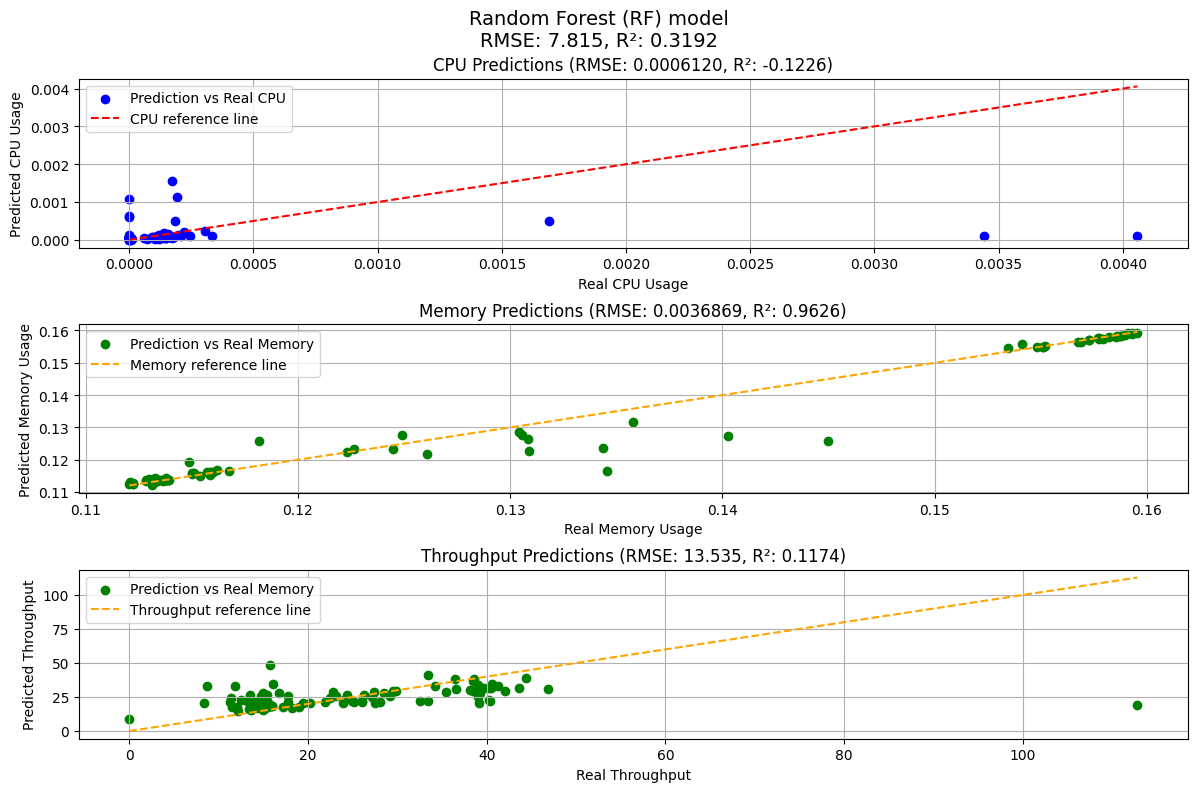 Random Forest (RF) model
RMSE: 7.815, R²: 0.3192
CPU Predictions (RMSE: 0.0006120, R²: -0.1226)
Predicted CPU Usage
0.004
0.003
0.002
0.001
0.000
Prediction vs Real CPU
CPU reference line
0.0000 0.0005 0.0010 0.0015 0.0020 0.0025 0.0030 0.0035 0.0040
Real CPU Usage
Memory Predictions (RMSE: 0.0036869, R²: 0.9626)
Predicted Memory Usage
0.16
0.15
0.14
0.13
0.12
0.11
Prediction vs Real Memory
Memory reference line
0.11 0.12 0.13 0.14 0.15 0.16
Real Memory Usage
Throughput Predictions (RMSE: 13.535, R²: 0.1174)
Predicted Throughput
100
75
50
25
0
Prediction vs Real Memory
Throughput reference line
0 20 40 60 80 100
Real Throughput